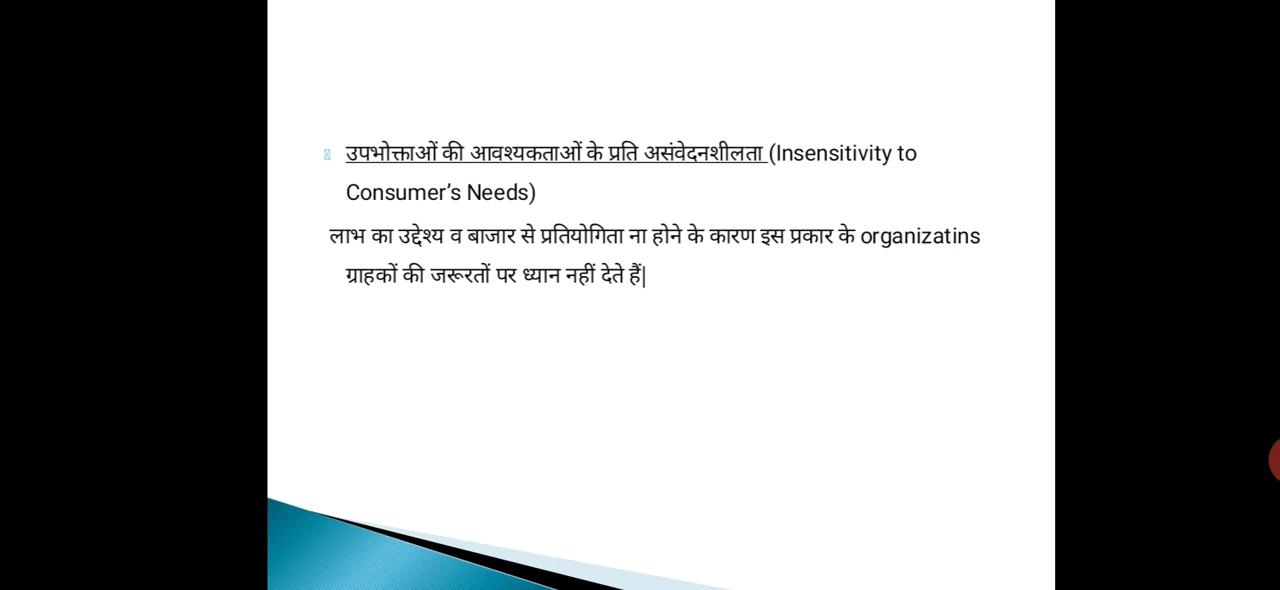 उपभोक्ताओं की आवश्यकताओं के प्रति असंवेदनशीलता (Insensitivity to
Consumer’s Needs)
लाभ का उद्देश्य व बाजार से प्रतियोगिता ना होने के कारण इस प्रकार के organizatins
ग्राहकों की जरूरतों पर ध्यान नहीं देते हैं|